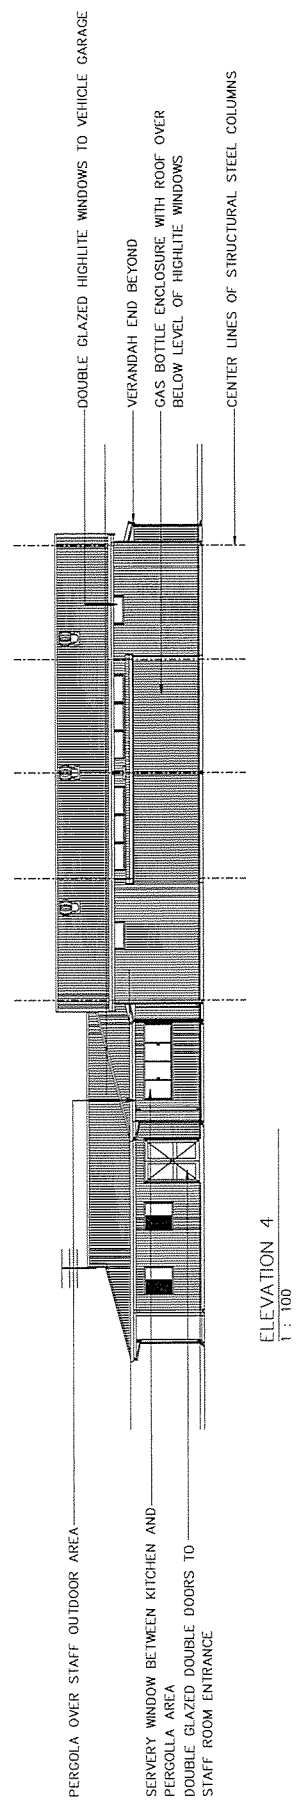 DOUBLE GLAZED HIGHLITE WINDOWS TO VEHICLE GARAGE
VERANDAH END BEYOND
GAS BOTTLE ENCLOSURE WITH ROOF OVER
BELOW LEVEL OF HIGHLITE WINDOWS
CENTER LINES OF STRUCTURAL STEEL COLUMNS
PERGOLA OVER STAFF OUTDOOR AREA
SERVERY WINDOW BETWEEN KITCHEN AND
PERGOLLA AREA
DOUBLE GLAZED DOUBLE DOORS TO
STAFF ROOM ENTRANCE
ELEVATION 4
1 : 100